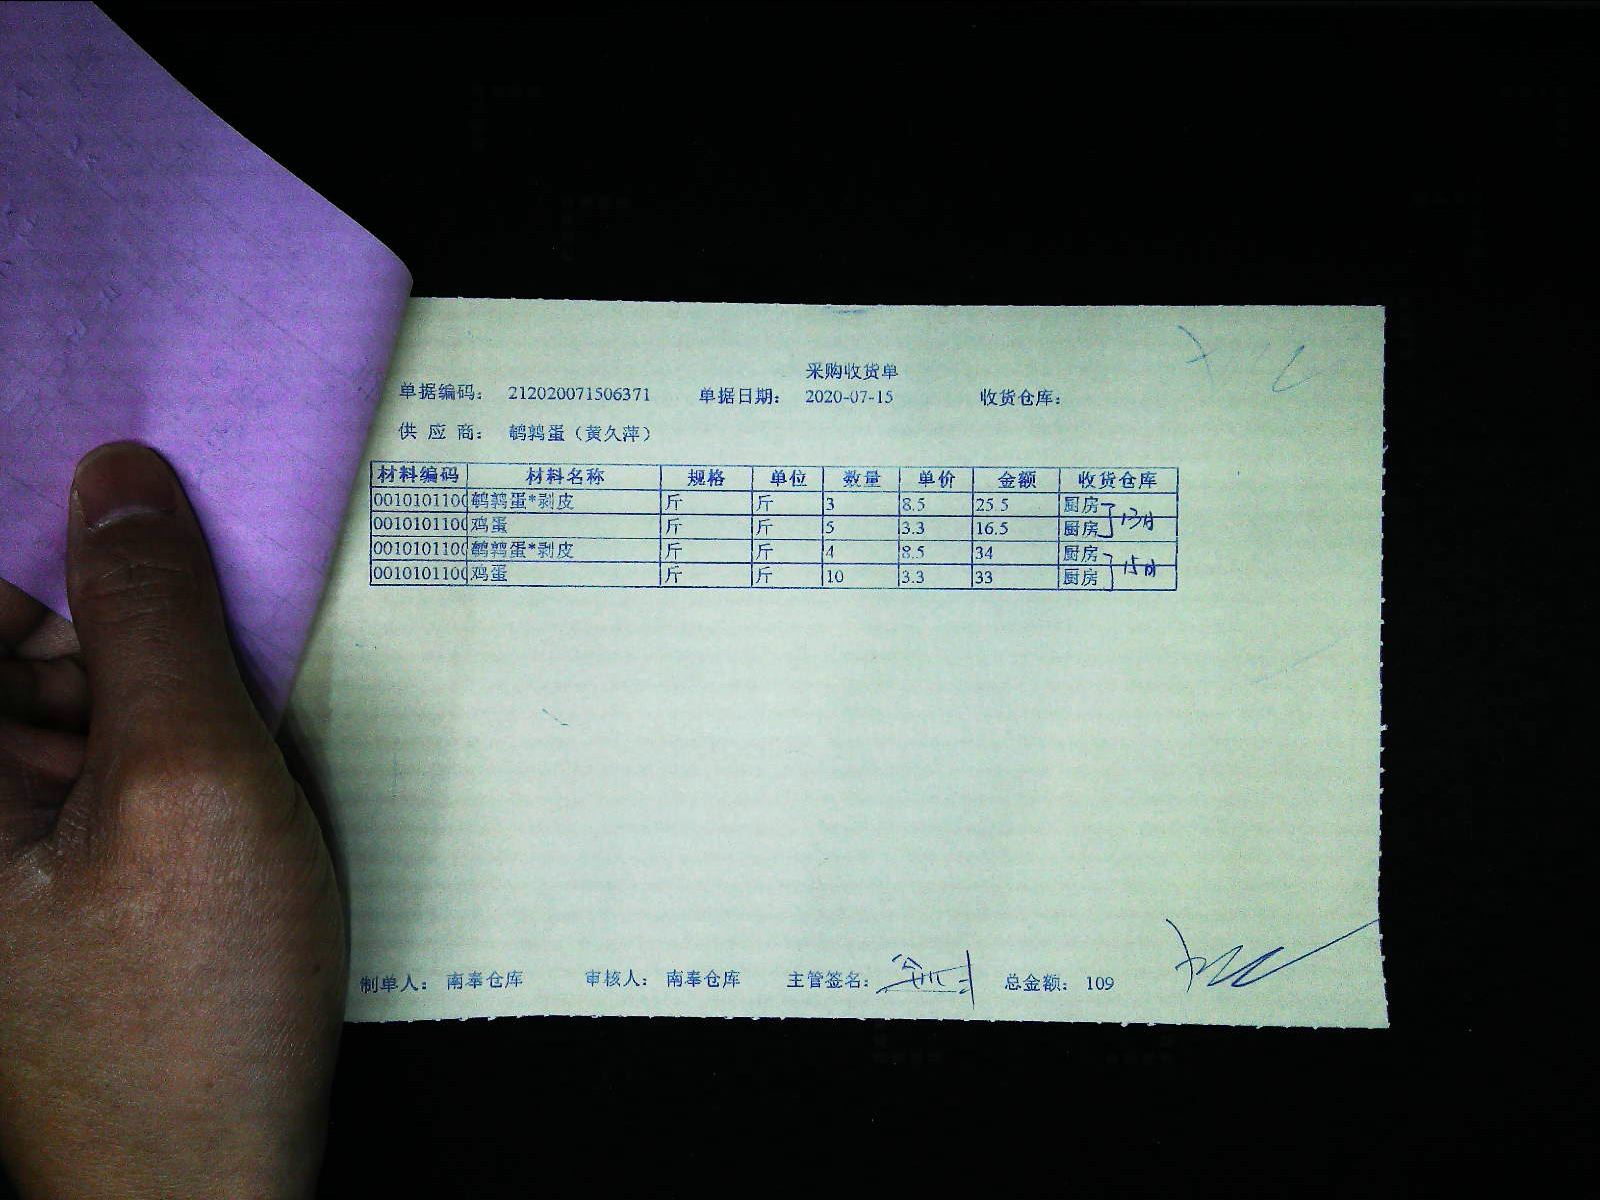 采购收货单
单据编码： 212020071506371 单据日期： 2020-07-15 收货仓库：
供 应 商： 鹌鹑蛋（黄久萍）
材料编码 材料名称 规格 单位 数量 单价 金额 收货仓库
0010101100 鹌鹑蛋*剥皮 斤 斤 3 8.5 25.5 厨房
0010101100 鸡蛋 斤 斤 5 3.3 16.5 厨房
13日
0010101100 鹌鹑蛋*剥皮 斤 斤 4 8.5 34 厨房
0010101100 鸡蛋 斤 斤 10 3.3 33 厨房
15日
制单人： 南奉仓库 审核人： 南奉仓库 主管签名： 总金额： 109